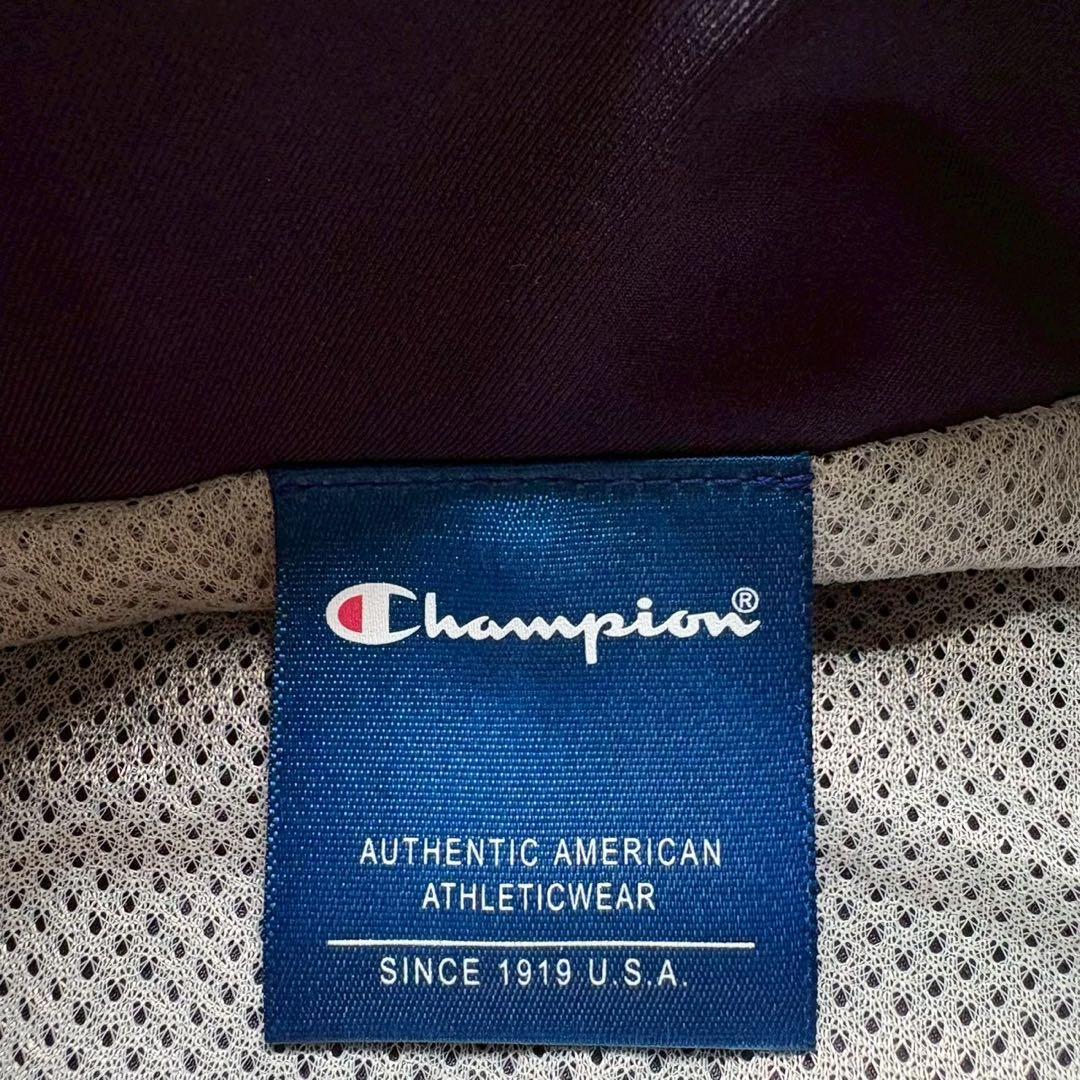 Champion®
AUTHENTIC AMERICAN
ATHLETICWEAR
SINCE 1919 U.S.A.